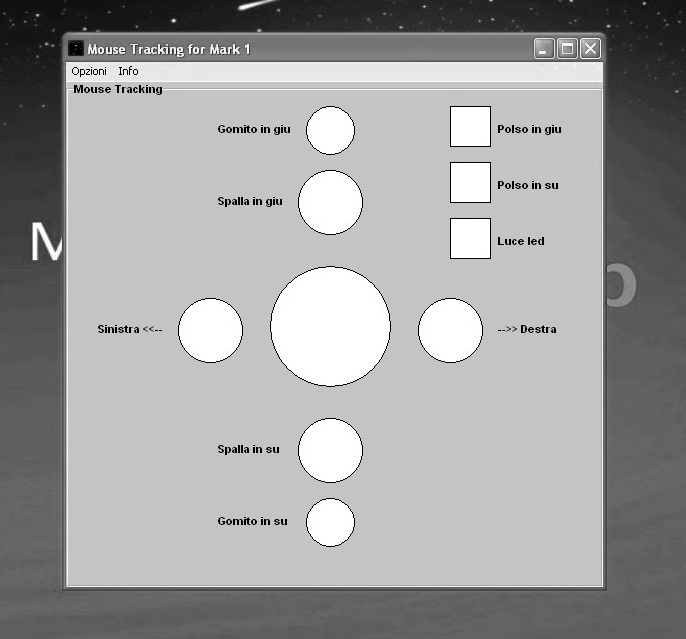 Mouse Tracking for Mark 1
Opzioni Info
Mouse Tracking
Gomito in giu
Polso in giu
Spalla in giu
Polso in su
Luce led
Sinistra <<--
-->> Destra
Spalla in su
Gomito in su
M
o